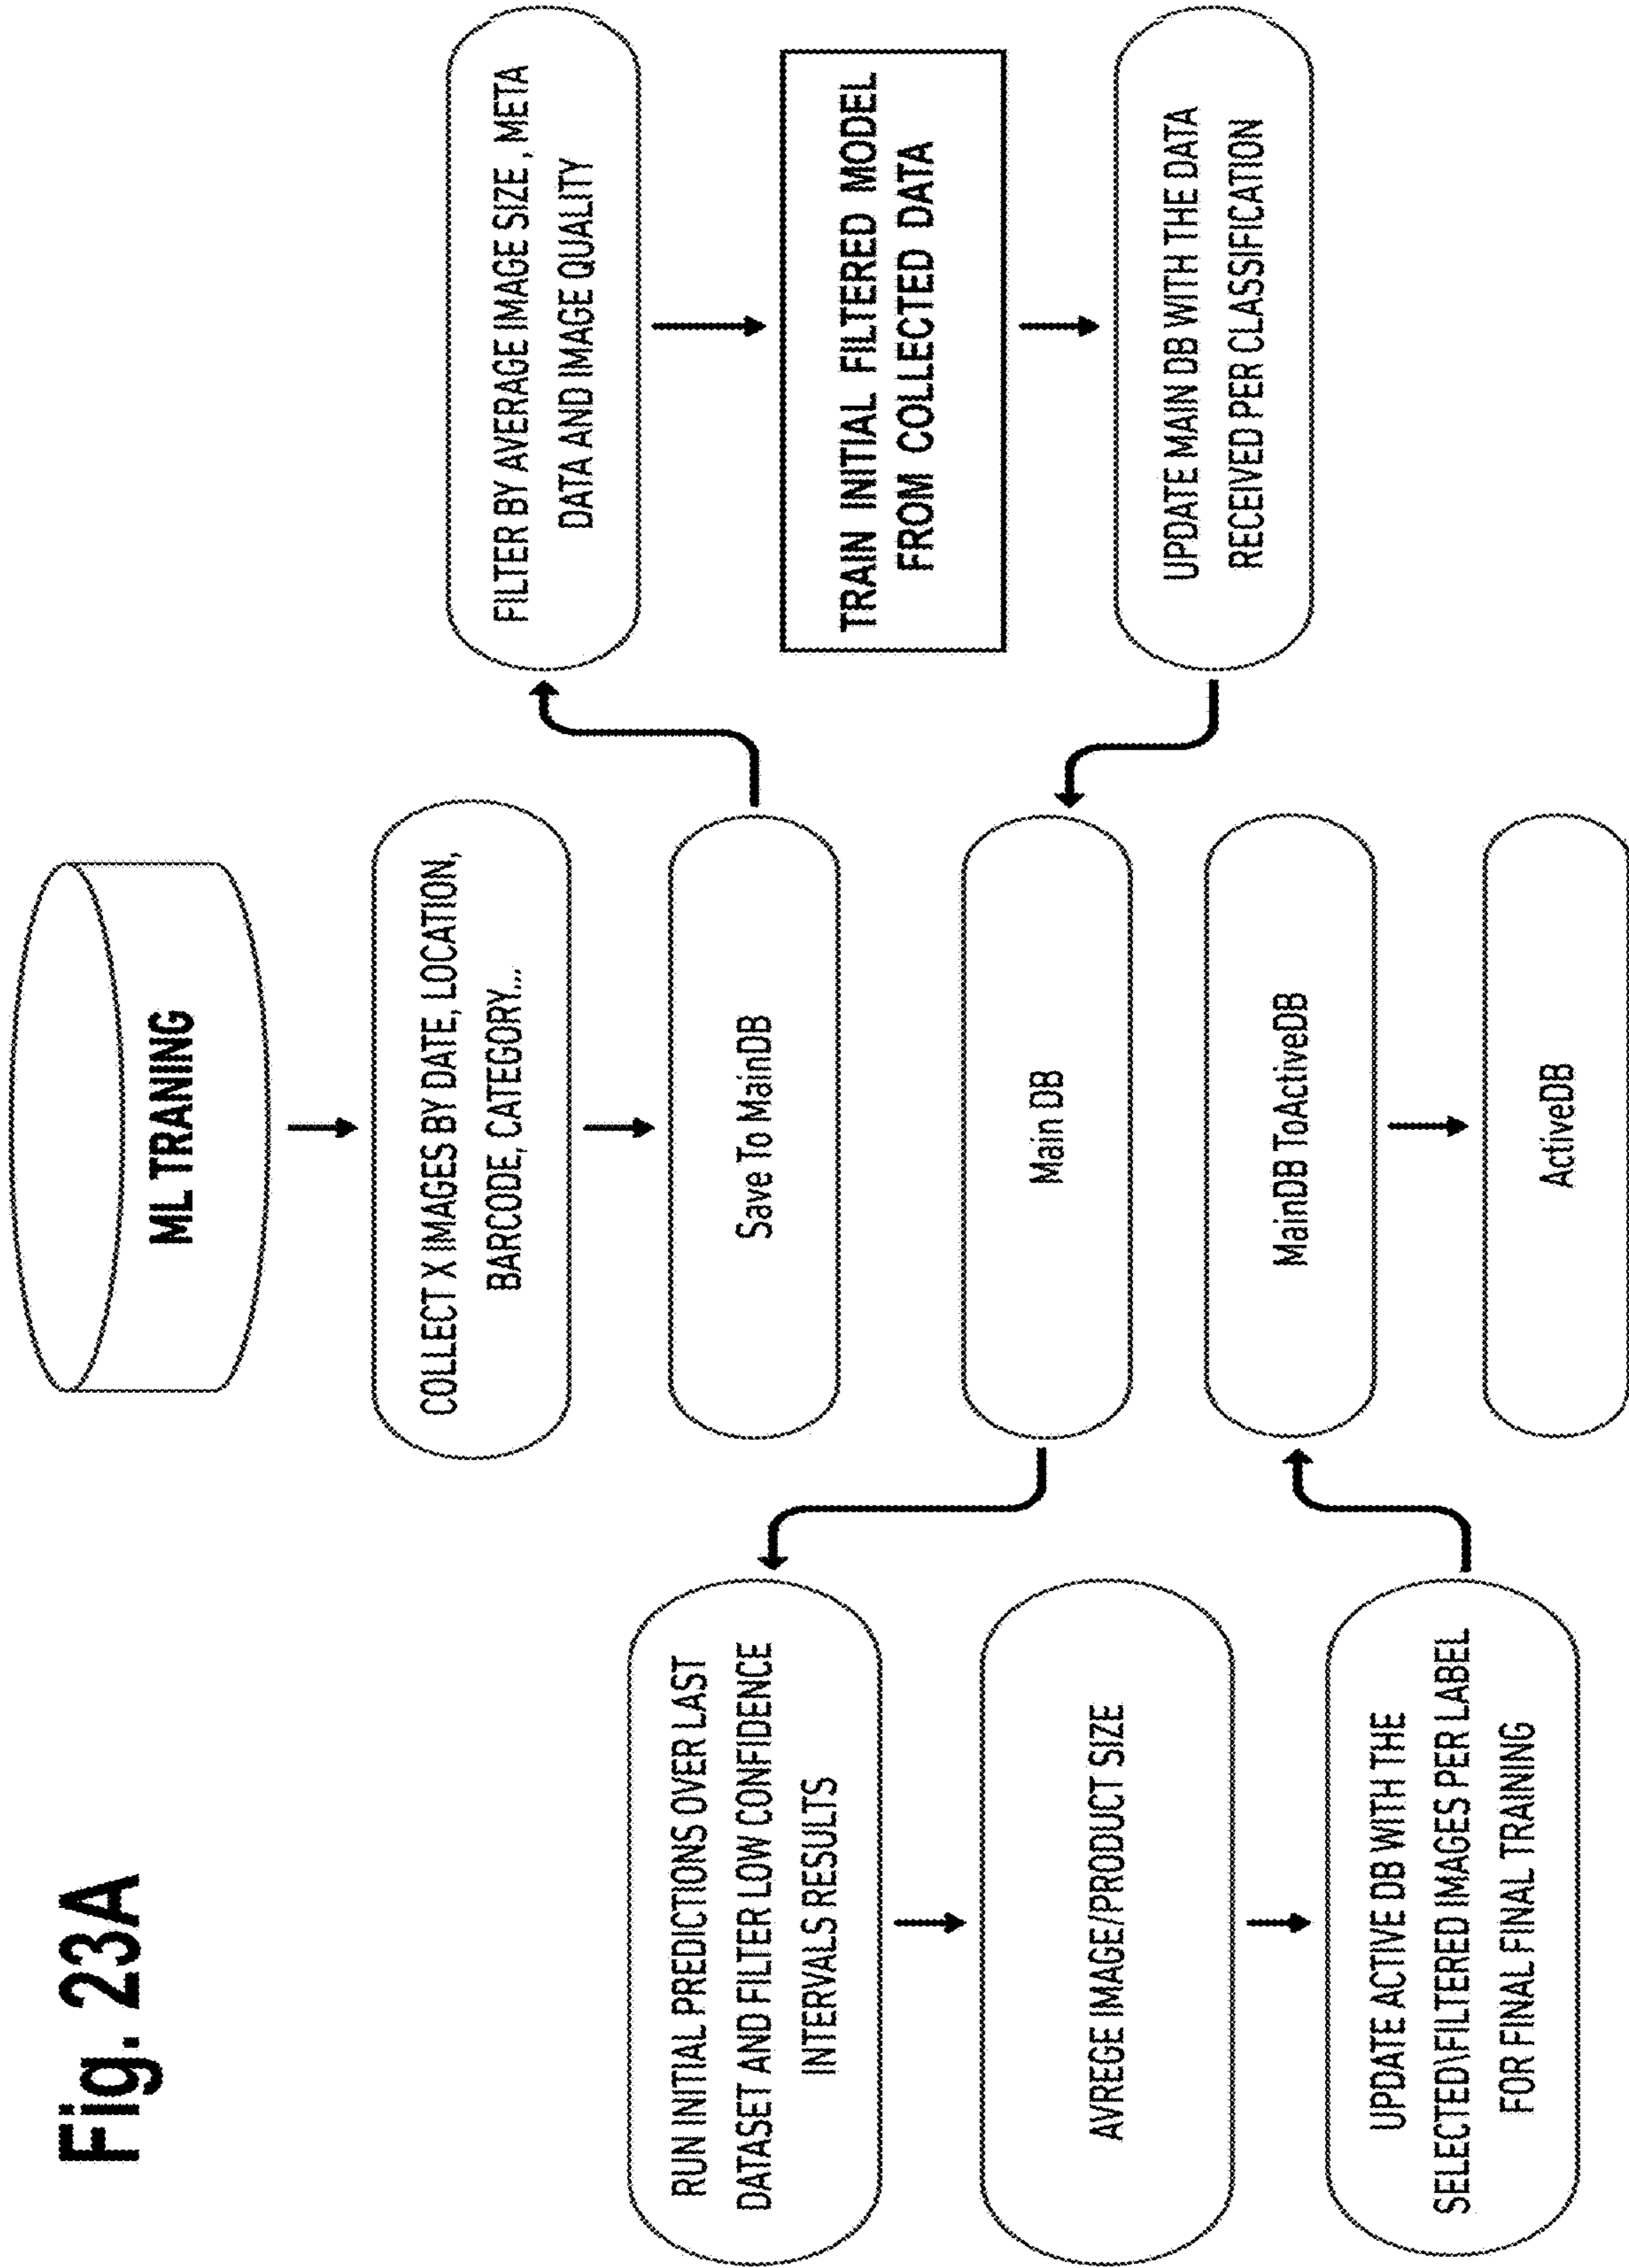 Fig. 23A
ML TRANING
COLLECT X IMAGES BY DATE, LOCATION,
BARCODE, CATEGORY...
Save To MainDB
FILTER BY AVERAGE IMAGE SIZE , META
DATA AND IMAGE QUALITY
TRAIN INITIAL FILTERED MODEL
FROM COLLECTED DATA
UPDATE MAIN DB WITH THE DATA
RECEIVED PER CLASSIFICATION
Main DB
RUN INITIAL PREDICTIONS OVER LAST
DATASET AND FILTER LOW CONFIDENCE
INTERVALS RESULTS
AVREGE IMAGE/PRODUCT SIZE
UPDATE ACTIVE DB WITH THE
SELECTED\FILTERED IMAGES PER LABEL
FOR FINAL FINAL TRAINING
MainDB ToActiveDB
ActiveDB